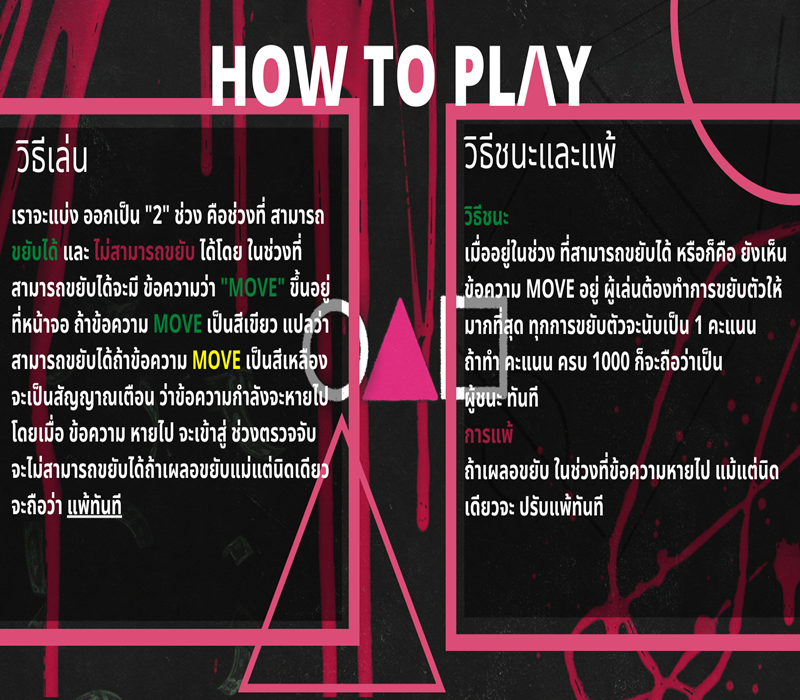 HOW TO PLAY
วิธีเล่น
เราจะแบ่ง ออกเป็น "2" ช่วง คือช่วงที่ สามารถ
ขยับได้ และ ไม่สามารถขยับ ได้โดย ในช่วงที่
สามารถขยับได้จะมี ข้อความว่า "MOVE" ขึ้นอยู่
ที่หน้าจอ ถ้าข้อความ MOVE เป็นสีเขียว แปลว่า
สามารถขยับได้ถ้าข้อความ MOVE เป็นสีเหลือง
จะเป็นสัญญาณเตือน ว่าข้อความกำลังจะหายไป
โดยเมื่อ ข้อความ หายไป จะเข้าสู่ ช่วงตรวจจับ
จะไม่สามารถขยับได้ถ้าเผลอขยับแม่แต่นิดเดียว
จะถือว่า แพ้ทันที
วิธีชนะและแพ้
วิธีชนะ
เมื่ออยู่ในช่วง ที่สามารถขยับได้ หรือก็คือ ยังเห็น
ข้อความ MOVE อยู่ ผู้เล่นต้องทำการขยับตัวให้
มากที่สุด ทุกการขยับตัวจะนับเป็น 1 คะแนน
ถ้าทำ คะแนน ครบ 1000 ก็จะถือว่าเป็น
ผู้ชนะ ทันที
การแพ้
ถ้าเผลอขยับ ในช่วงที่ข้อความหายไป แม้แต่นิด
เดียวจะ ปรับแพ้ทันที